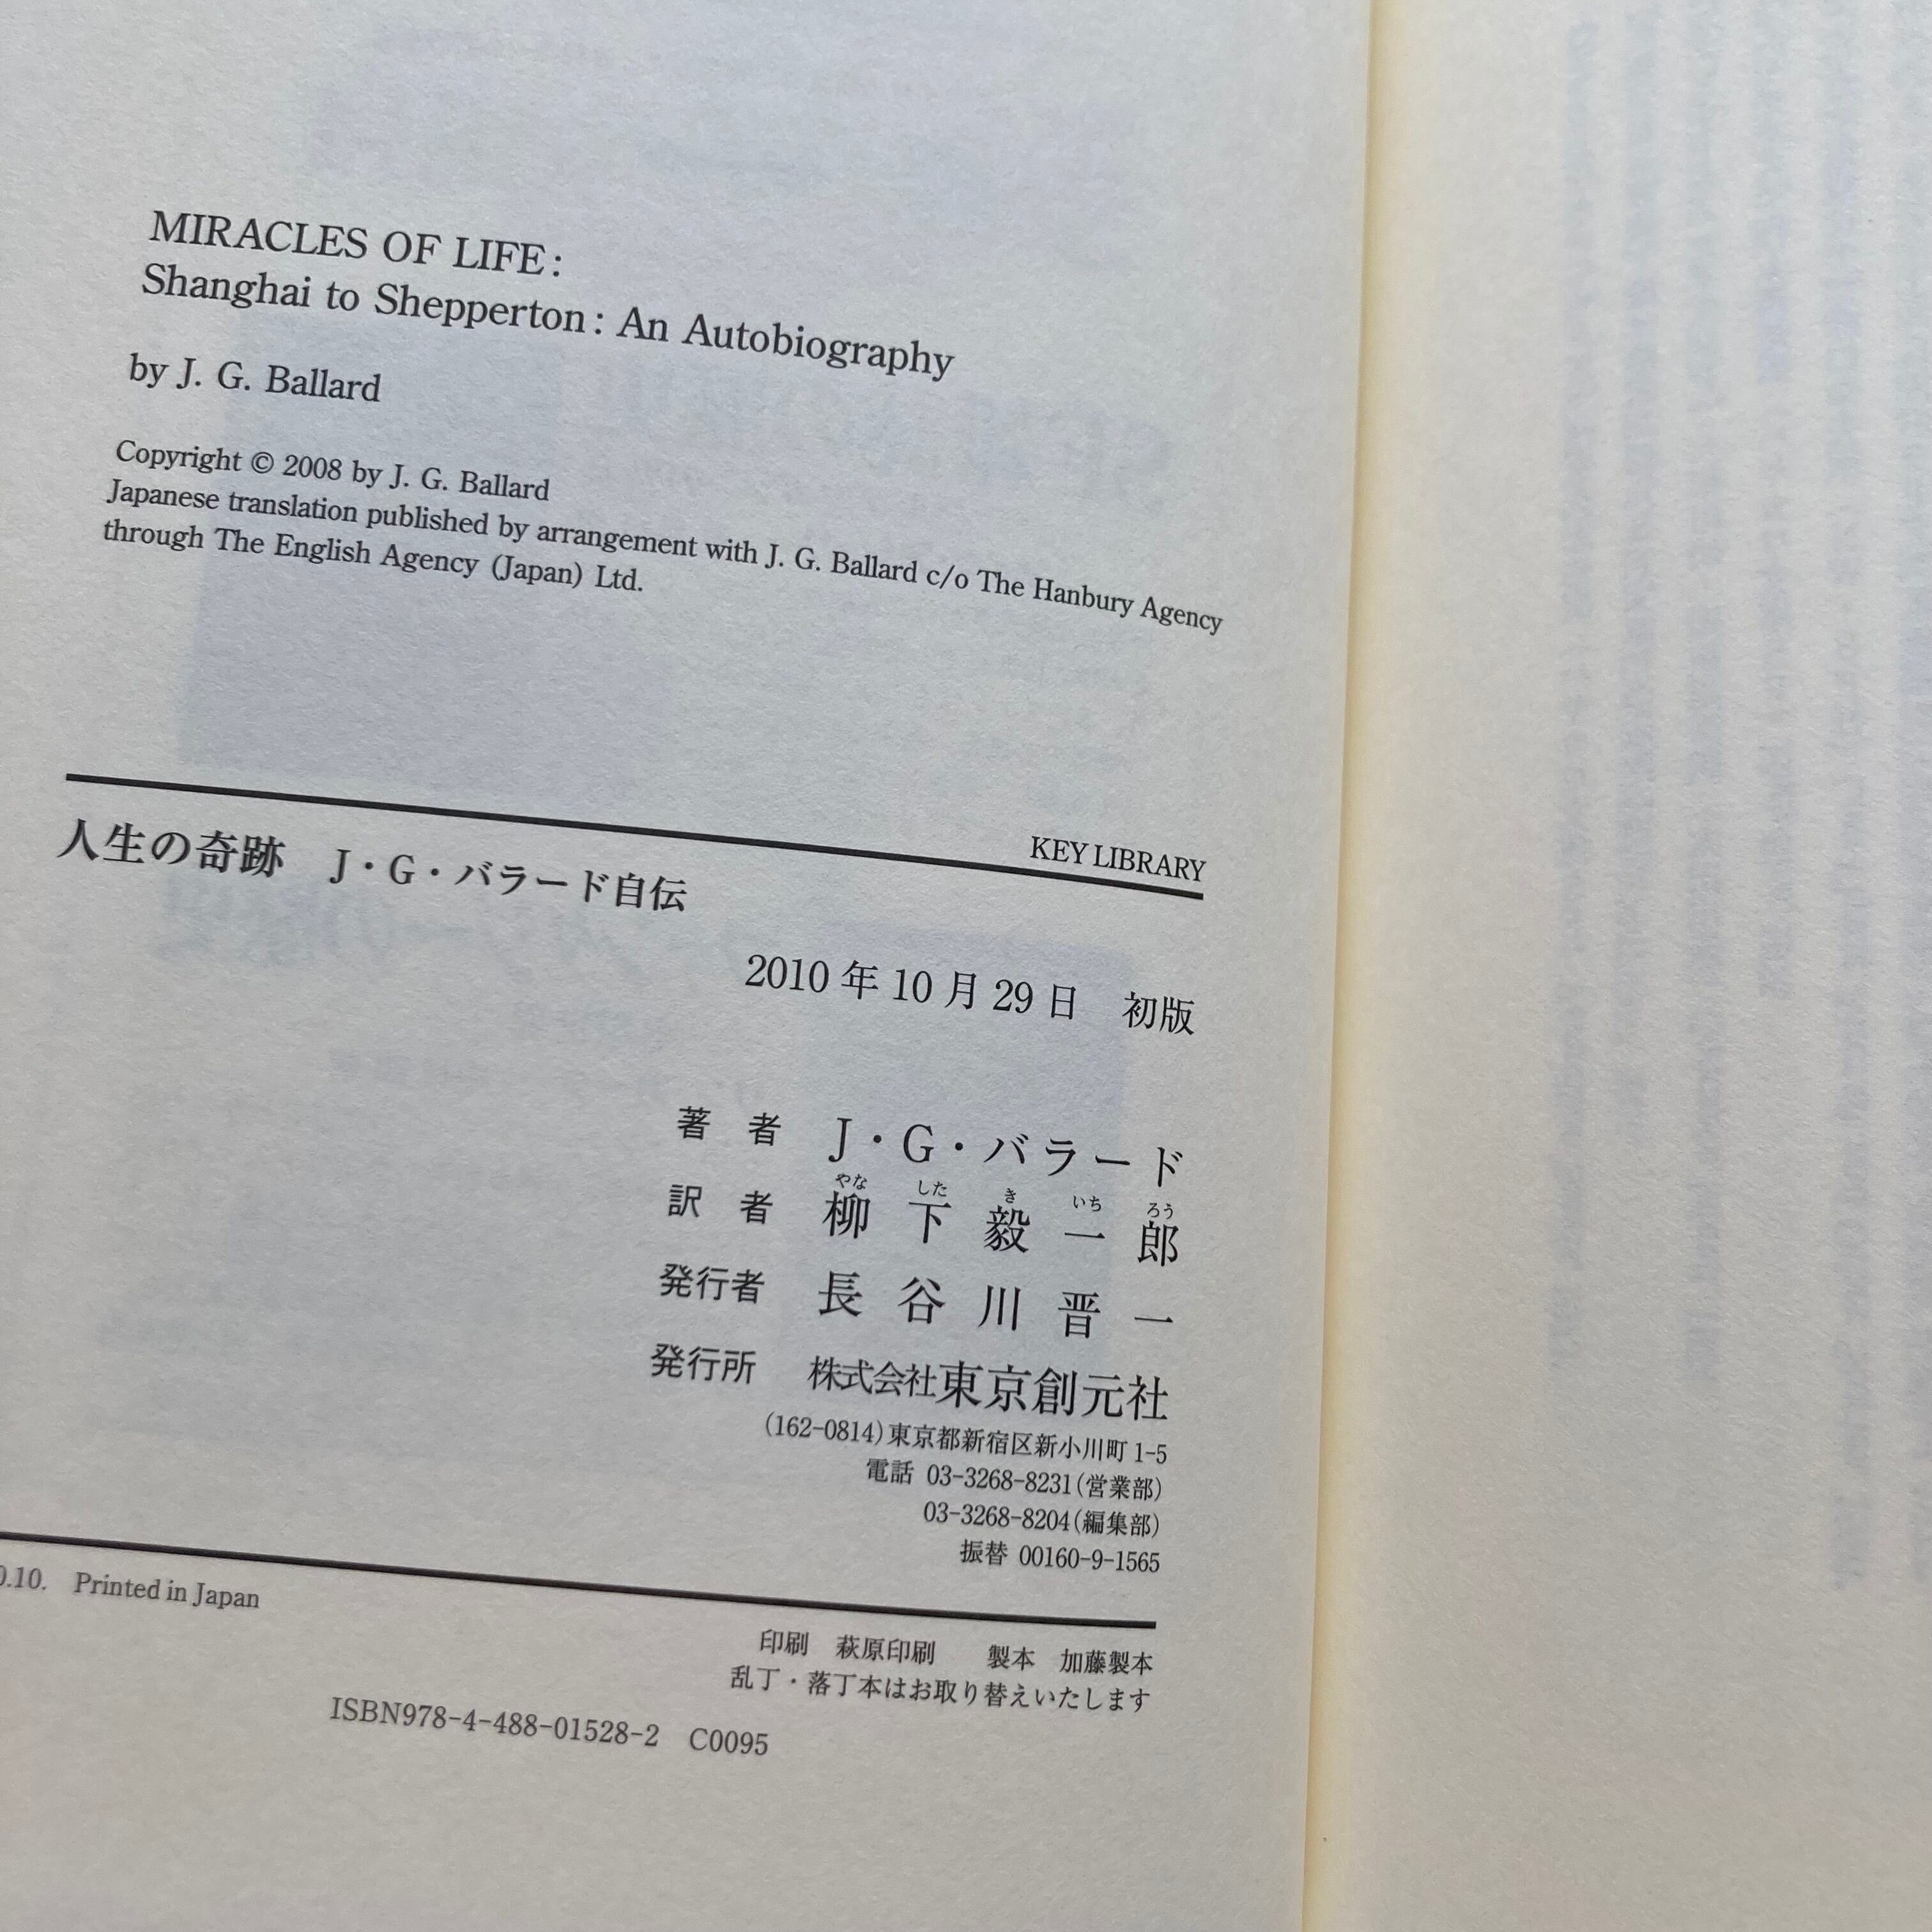 MIRACLES OF LIFE:
Shanghai to Shepperton: An Autobiography
by J. G. Ballard
Copyright © 2008 by J. G. Ballard
Japanese translation published by arrangement with J. G. Ballard c/o The Hanbury Agency
through The English Agency (Japan) Ltd.
KEY LIBRARY
人生の奇跡　J・G・バラード自伝
2010年10月29日　初版
著者　J・G・バラード
やなしたきいちろう
訳者　柳下毅一郎
発行者　長谷川晋一
発行所　株式会社東京創元社
(162-0814)東京都新宿区新小川町1-5
電話 03-3268-8231(営業部)
03-3268-8204(編集部)
振替 00160-9-1565
.10.　Printed in Japan
印刷　萩原印刷　　製本　加藤製本
乱丁・落丁本はお取り替えいたします
ISBN978-4-488-01528-2　C0095